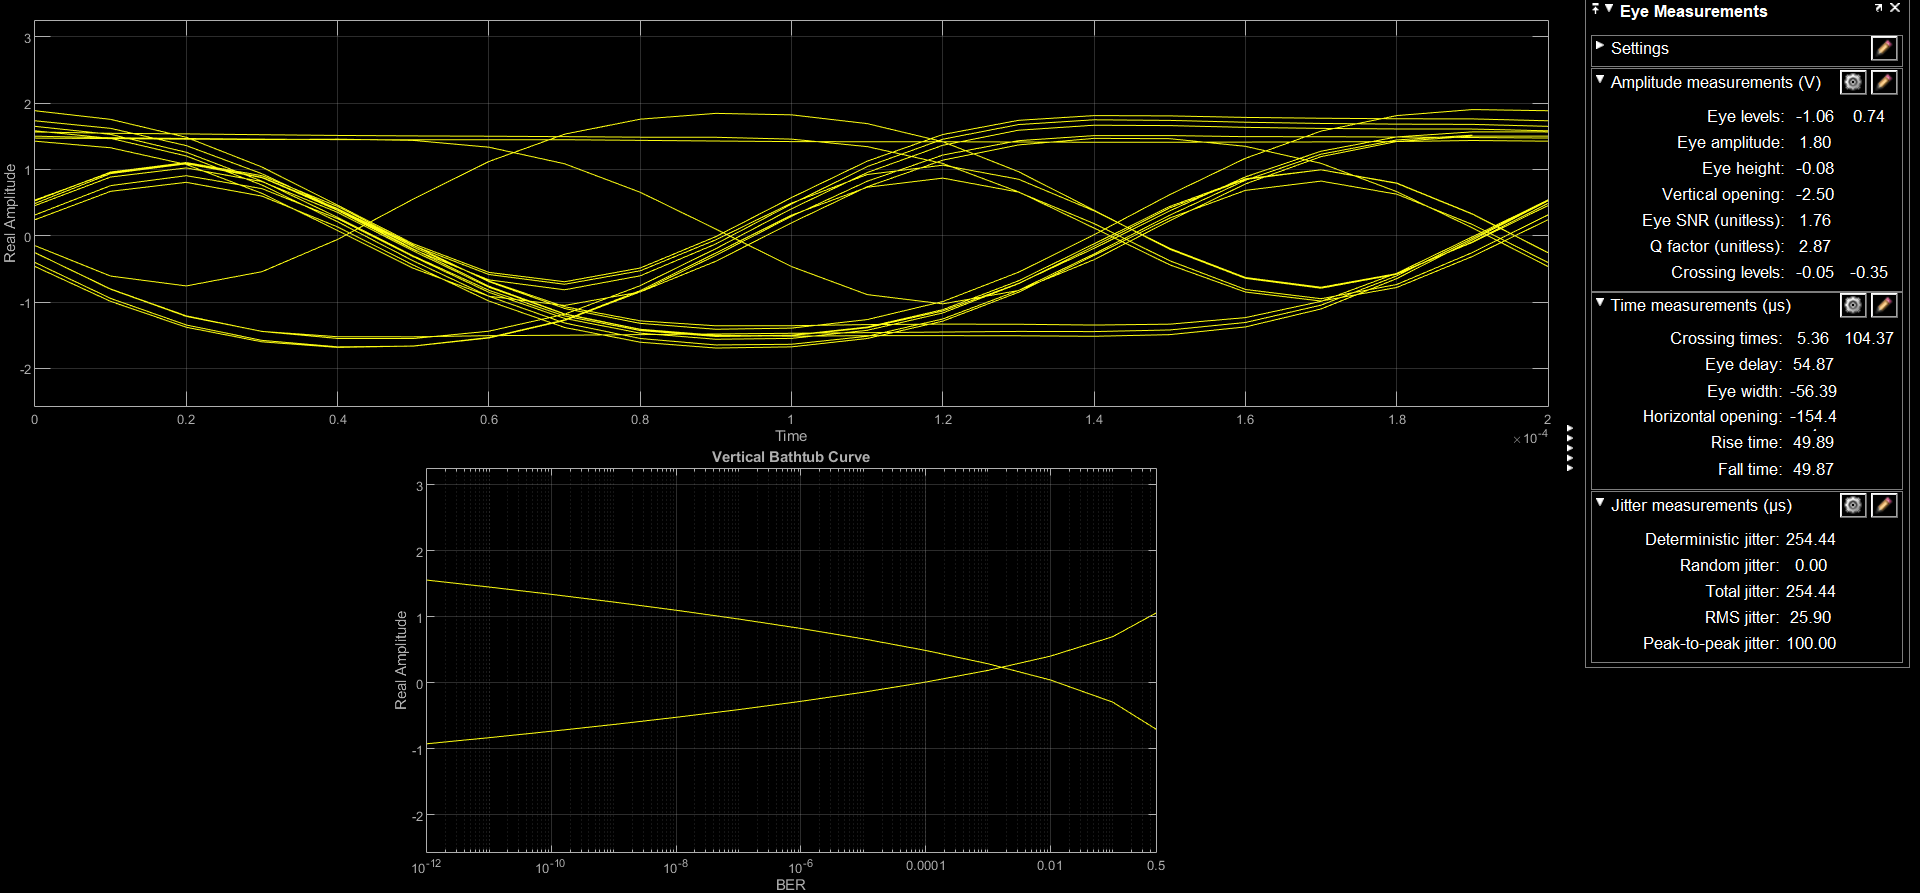 3
2
1
0
-1
-2
Real Amplitude
0
0.2
0.4
0.6
0.8
1
1.2
1.4
1.6
1.8
2
Time
×10-4
Vertical Bathtub Curve
3
2
1
0
-1
-2
Real Amplitude
10-12
10-10
10-8
10-6
0.0001
0.01
0.5
BER
Eye Measurements
Settings
Amplitude measurements (V)
Eye levels: -1.06 0.74
Eye amplitude: 1.80
Eye height: -0.08
Vertical opening: -2.50
Eye SNR (unitless): 1.76
Q factor (unitless): 2.87
Crossing levels: -0.05 -0.35
Time measurements (µs)
Crossing times: 5.36 104.37
Eye delay: 54.87
Eye width: -56.39
Horizontal opening: -154.4
Rise time: 49.89
Fall time: 49.87
Jitter measurements (µs)
Deterministic jitter: 254.44
Random jitter: 0.00
Total jitter: 254.44
RMS jitter: 25.90
Peak-to-peak jitter: 100.00